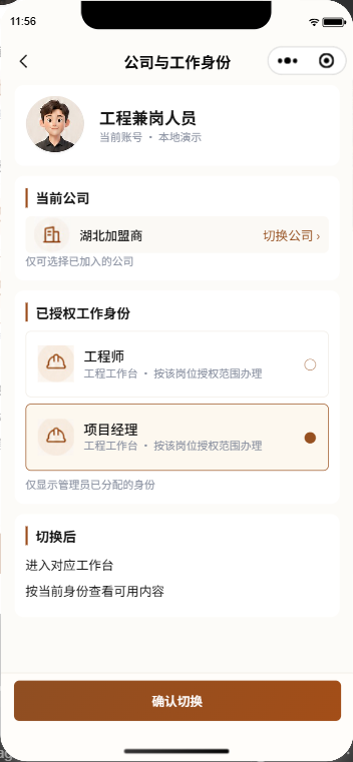 11:56
公司与工作身份
工程兼岗人员
当前账号 · 本地演示
当前公司
湖北加盟商
切换公司 ›
仅可选择已加入的公司
已授权工作身份
工程师
工程工作台 · 按该岗位授权范围办理
项目经理
工程工作台 · 按该岗位授权范围办理
仅显示管理员已分配的身份
切换后
进入对应工作台
按当前身份查看可用内容
确认切换